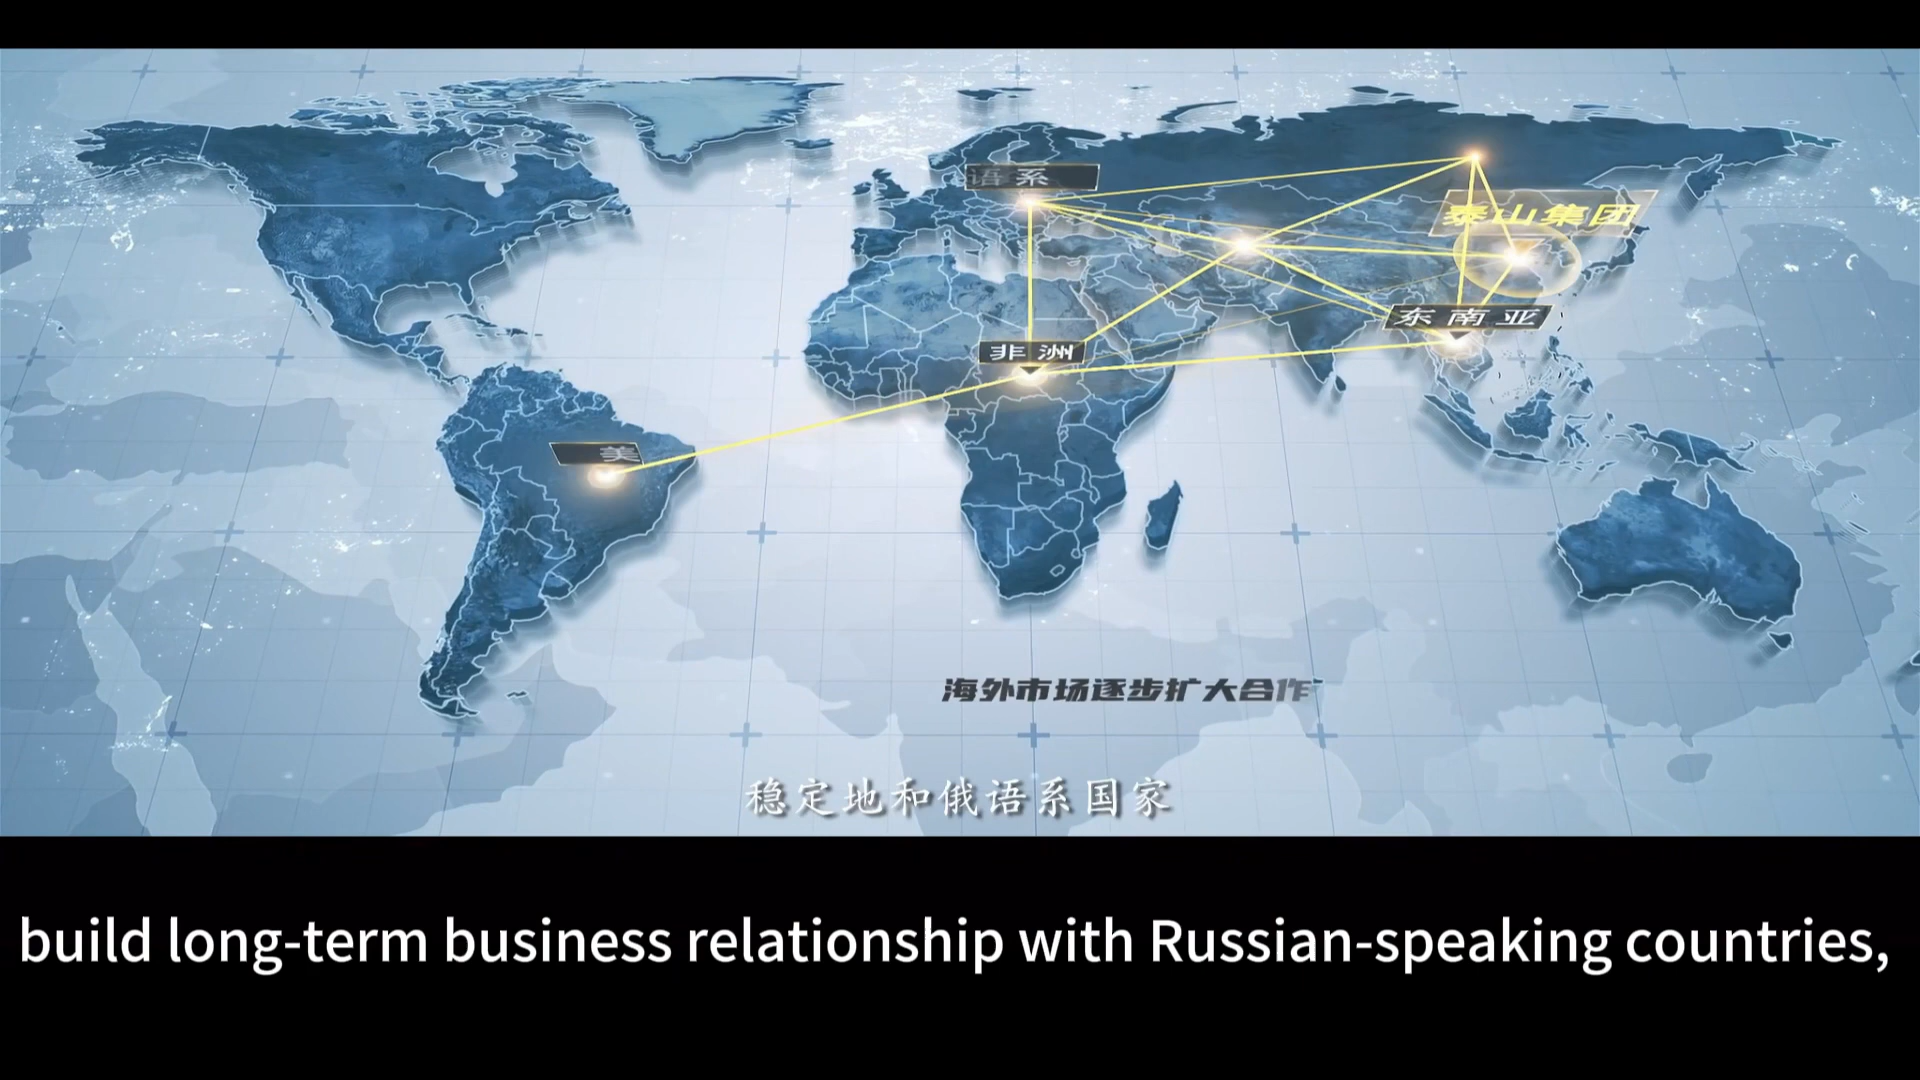 语系
泰山集团
东南亚
非洲
美
海外市场逐步扩大合作
稳定地和俄语系国家
build long-term business relationship with Russian-speaking countries,